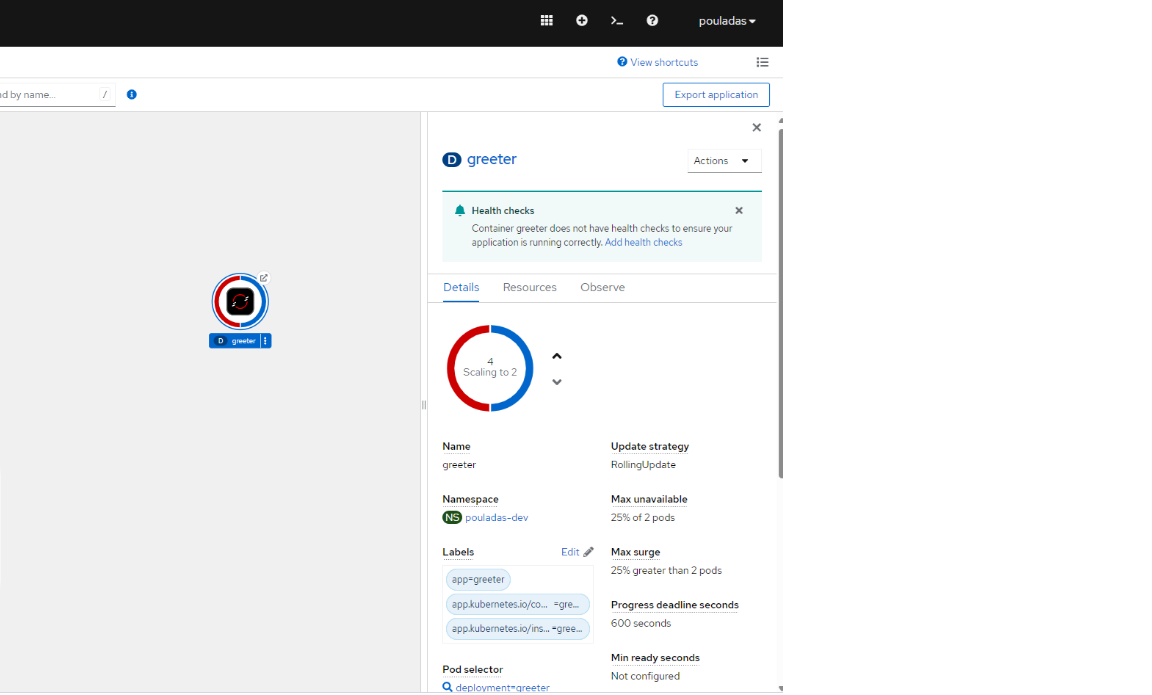 pouladas
View shortcuts
by name...
/
Export application
D greeter
Actions
Health checks
Container greeter does not have health checks to ensure your
application is running correctly. Add health checks
Details Resources Observe
D greeter
4
Scaling to 2
Name
greeter
Namespace
NS pouladas-dev
Labels
Edit
app=greeter
app.kubernetes.io/co... =gre...
app.kubernetes.io/ins... =gree...
Pod selector
deployment=greeter
Update strategy
RollingUpdate
Max unavailable
25% of 2 pods
Max surge
25% greater than 2 pods
Progress deadline seconds
600 seconds
Min ready seconds
Not configured